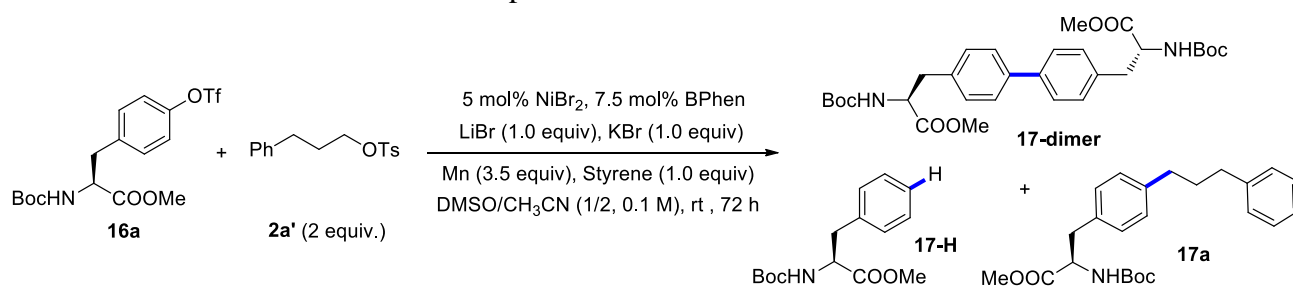 OTf
BocHN
COOMe
16a
+
Ph
OTs
2a' (2 equiv.)
5 mol% NiBr2, 7.5 mol% BPhen
LiBr (1.0 equiv), KBr (1.0 equiv)
Mn (3.5 equiv), Styrene (1.0 equiv)
DMSO/CH3CN (1/2, 0.1 M), rt , 72 h
MeOOC
NHBoc
BocHN
COOMe
17-dimer
H
17-H
BocHN
COOMe
+
17a
MeOOC
NHBoc